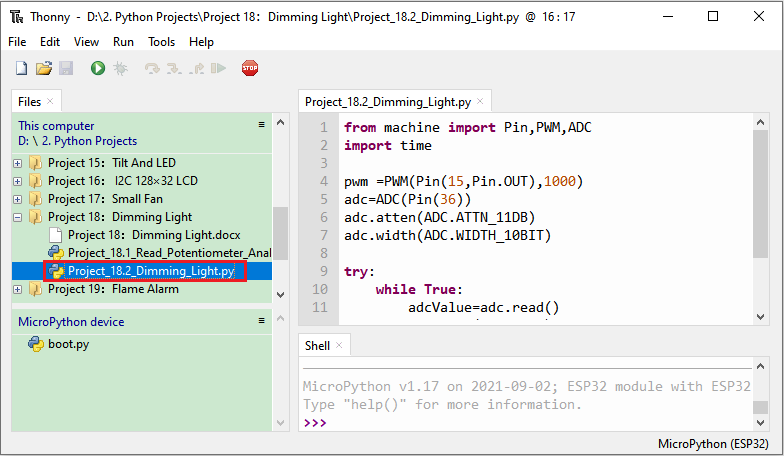 Thonny - D:\2. Python Projects\Project 18: Dimming Light\Project_18.2_Dimming_Light.py @ 16 : 17
File Edit View Run Tools Help
STOP
Files ×
This computer
D: \ 2. Python Projects
Project 15: Tilt And LED
Project 16: I2C 128×32 LCD
Project 17: Small Fan
Project 18: Dimming Light
Project 18: Dimming Light.docx
Project_18.1_Read_Potentiometer_Anal
Project_18.2_Dimming_Light.py
Project 19: Flame Alarm
MicroPython device
boot.py
Project_18.2_Dimming_Light.py ×
1 from machine import Pin,PWM,ADC
2 import time
3
4 pwm =PWM(Pin(15,Pin.OUT),1000)
5 adc=ADC(Pin(36))
6 adc.atten(ADC.ATTN_11DB)
7 adc.width(ADC.WIDTH_10BIT)
8
9 try:
10 while True:
11 adcValue=adc.read()
Shell ×
MicroPython v1.17 on 2021-09-02; ESP32 module with ESP32
Type "help()" for more information.
>>>
MicroPython (ESP32)